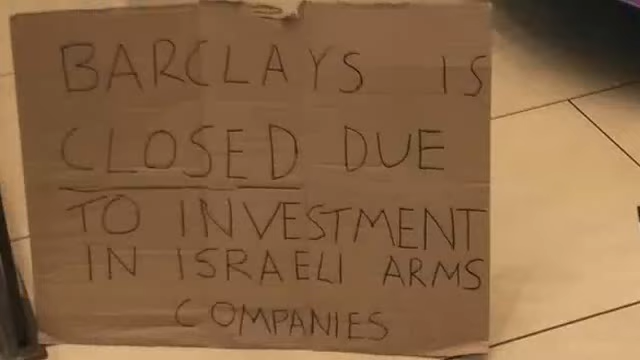 BARCLAYS IS
CLOSED DUE
TO INVESTMENT
IN ISRAELI ARMS
COMPANIES